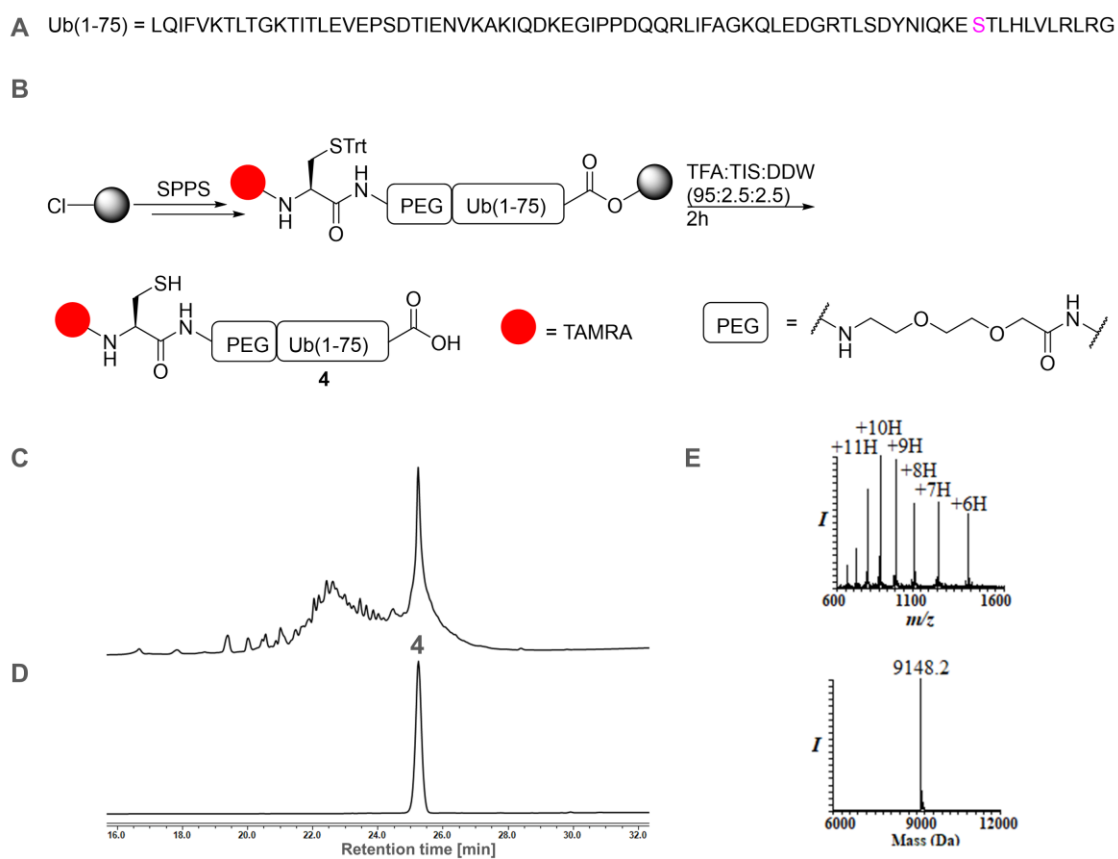 A Ub(1-75) = LQIFVKTLTGKTITLEVEPSDTIENVKAKIQDKEGIPPDQQRLIFAGKQLEDGRTLSDYNIQKE STLHLVLRLRG
B
Cl
SPPS
STrt
N
H
O
H
N
PEG
Ub(1-75)
O
O
TFA:TIS:DDW
(95:2.5:2.5)
2h
SH
N
H
O
H
N
PEG
Ub(1-75)
O
OH
4
= TAMRA
PEG
=
N
H
O
O
O
H
N
C
4
D
16.0 18.0 20.0 22.0 24.0 26.0 28.0 30.0 32.0
Retention time [min]
E
+10H
+11H
+9H
+8H
+7H
+6H
I
600 1100 1600
m/z
9148.2
I
6000 9000 12000
Mass (Da)